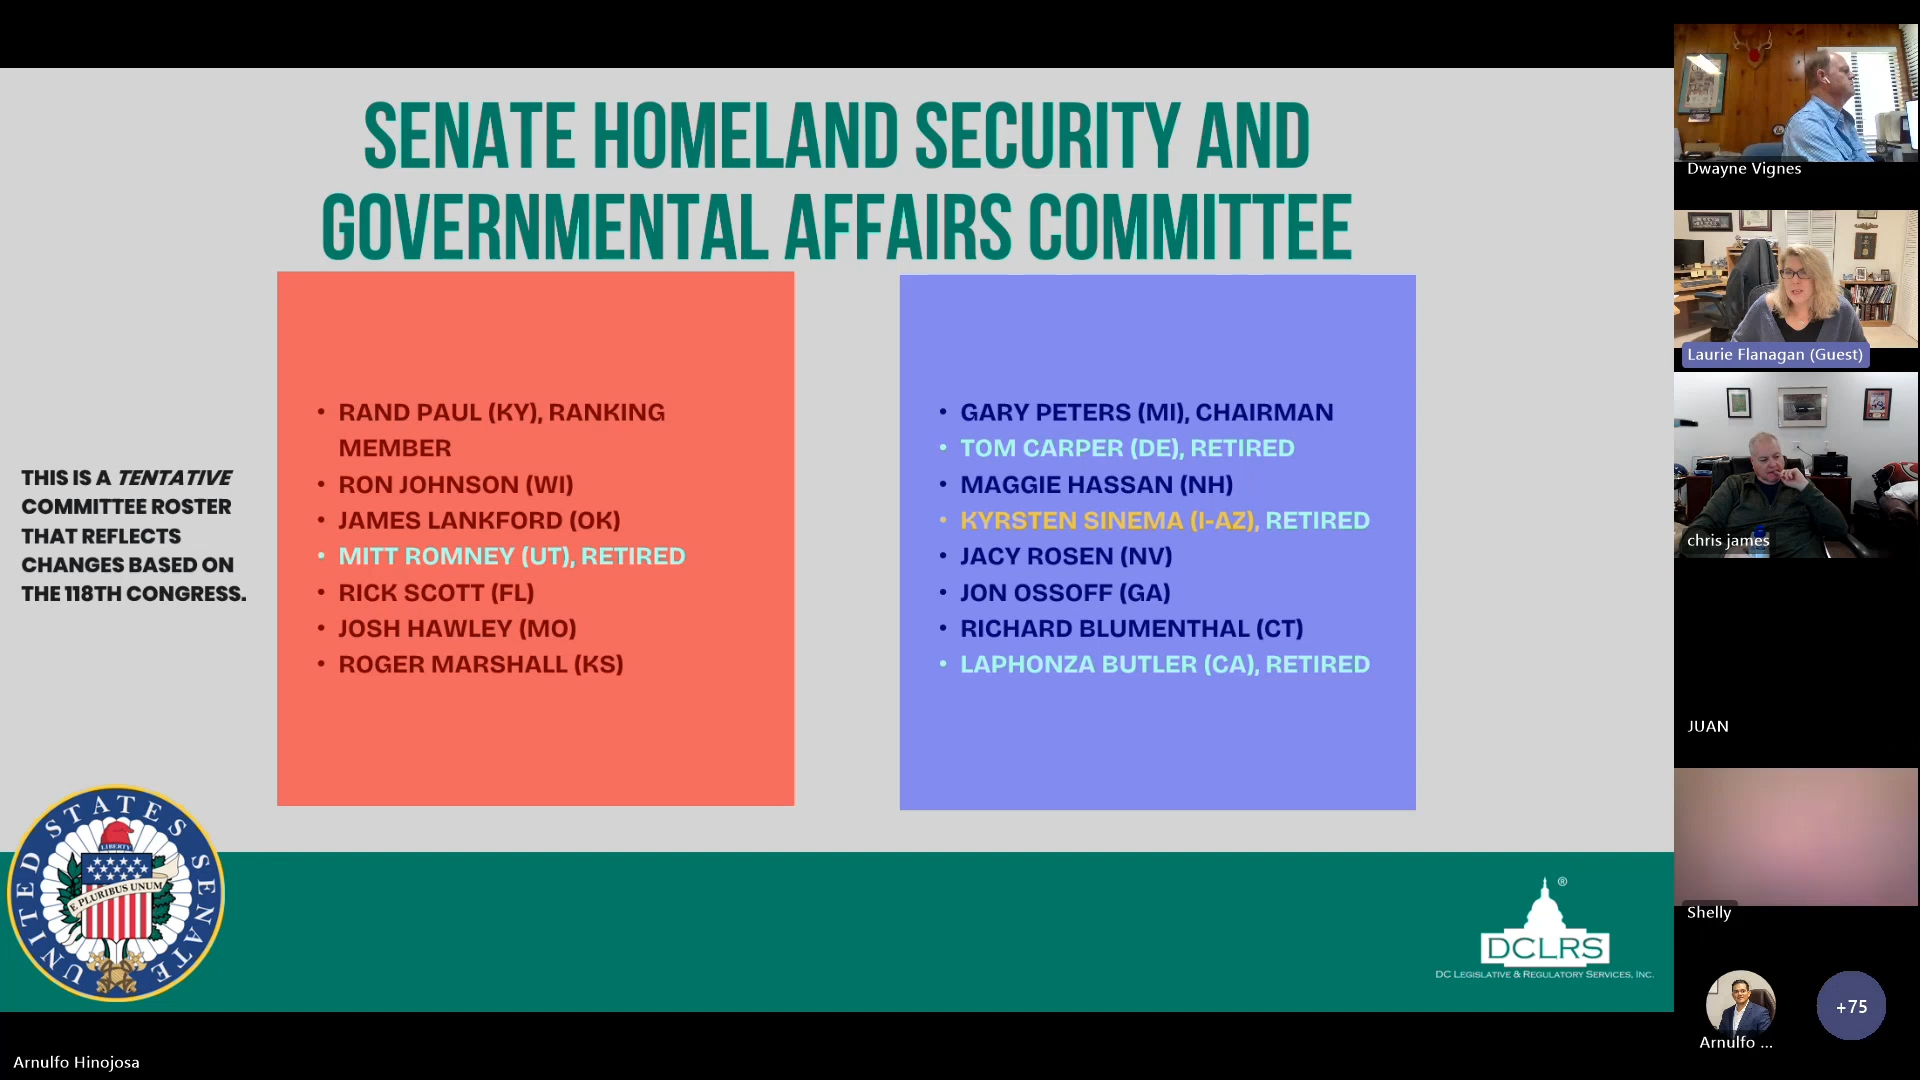 SENATE HOMELAND SECURITY AND
GOVERNMENTAL AFFAIRS COMMITTEE
THIS IS A TENTATIVE
COMMITTEE ROSTER
THAT REFLECTS
CHANGES BASED ON
THE 118TH CONGRESS.
• RAND PAUL (KY), RANKING
MEMBER
• RON JOHNSON (WI)
• JAMES LANKFORD (OK)
• MITT ROMNEY (UT), RETIRED
• RICK SCOTT (FL)
• JOSH HAWLEY (MO)
• ROGER MARSHALL (KS)
• GARY PETERS (MI), CHAIRMAN
• TOM CARPER (DE), RETIRED
• MAGGIE HASSAN (NH)
• KYRSTEN SINEMA (I-AZ), RETIRED
• JACY ROSEN (NV)
• JON OSSOFF (GA)
• RICHARD BLUMENTHAL (CT)
• LAPHONZA BUTLER (CA), RETIRED
UNITED STATES SENATE
LIBERTY
E PLURIBUS UNUM
®
DCLRS
DC LEGISLATIVE & REGULATORY SERVICES, INC.
Arnulfo Hinojosa
Dwayne Vignes
Laurie Flanagan (Guest)
chris james
JUAN
Shelly
Arnulfo ...
+75